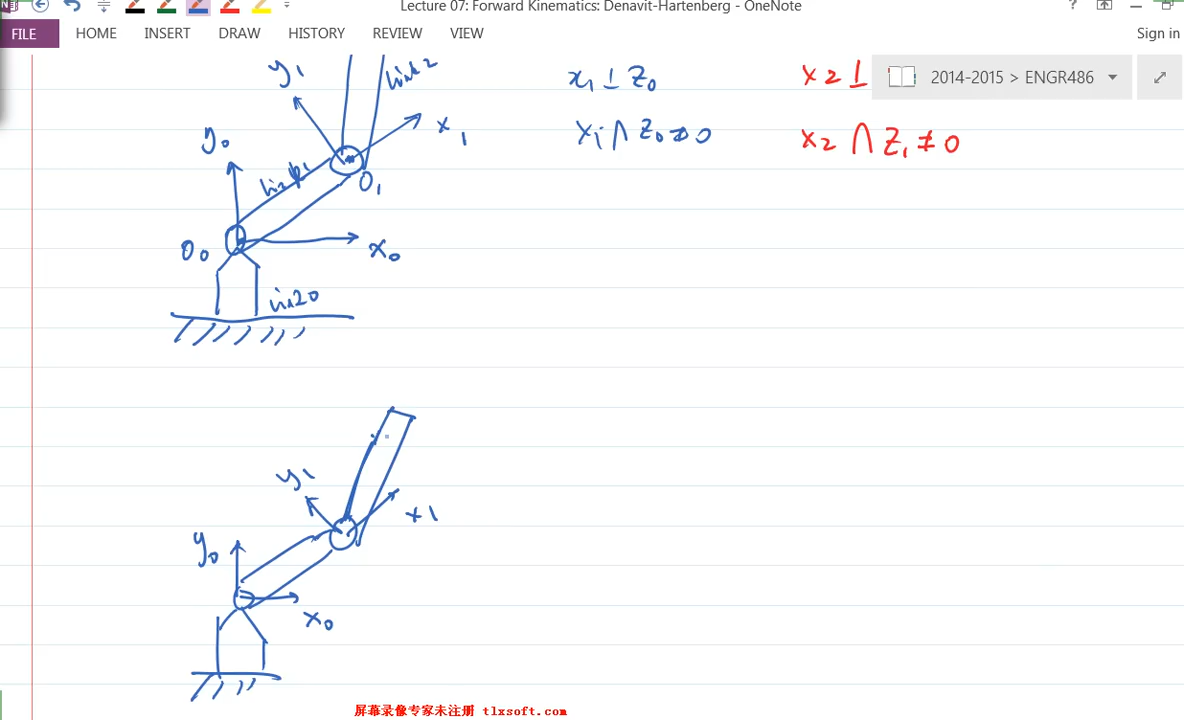 Lecture 07: Forward Kinematics: Denavit-Hartenberg - OneNote
?
FILE HOME INSERT DRAW HISTORY REVIEW VIEW Sign in
2014-2015 > ENGR486
y1
link2
x1 ⊥ z0
x2 ⊥
x1
x1 ∩ z0 ≠ 0
x2 ∩ z1 ≠ 0
y0
link1
O1
O0
x0
link0
y1
x1
y0
x0
屏幕录像专家未注册 tlxsoft.com